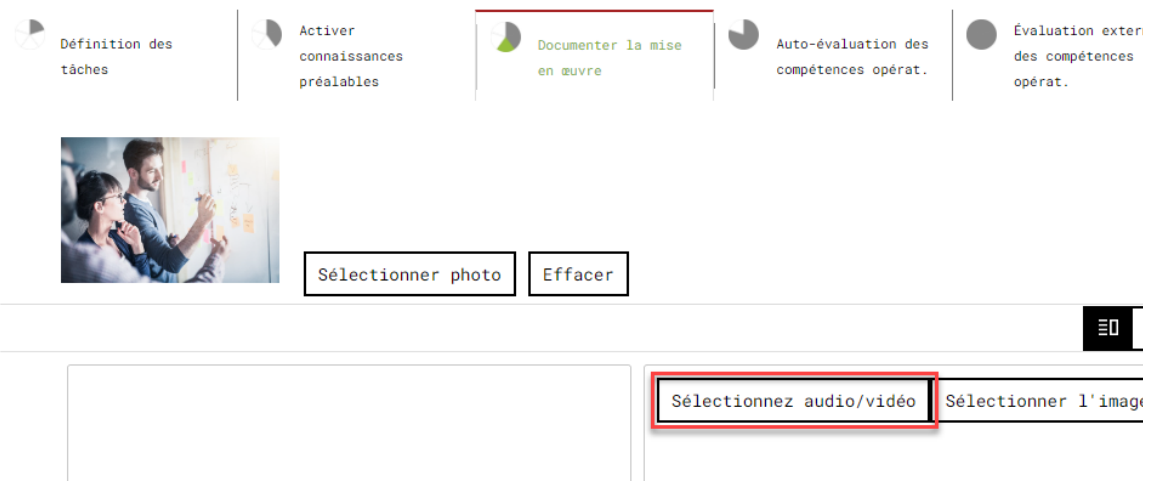 Définition des
tâches
Activer
connaissances
préalables
Documenter la mise
en œuvre
Auto-évaluation des
compétences opérat.
Évaluation exter
des compétences
opérat.
Sélectionner photo
Effacer
Sélectionnez audio/vidéo
Sélectionner l'image